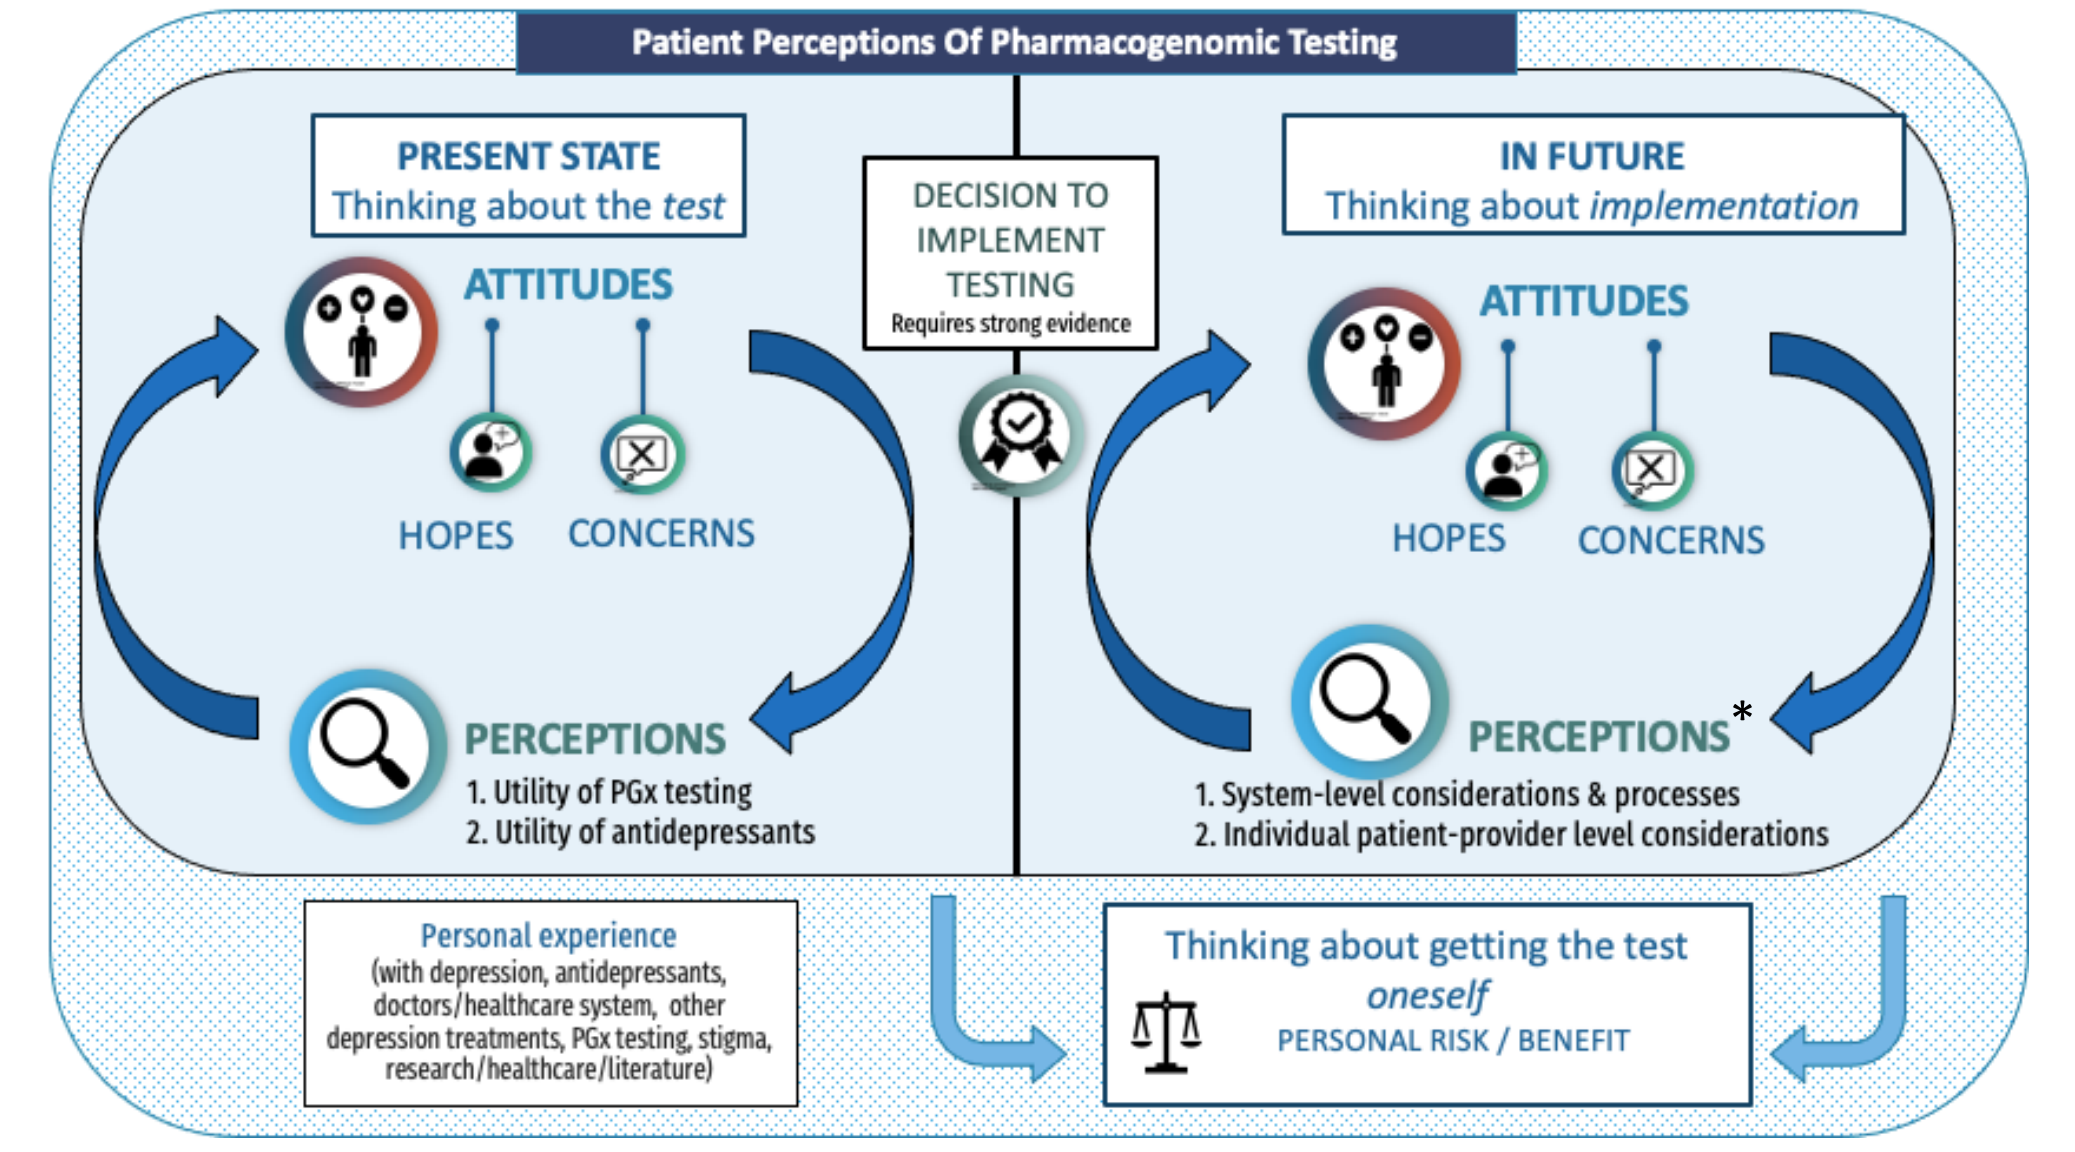 Patient Perceptions Of Pharmacogenomic Testing
PRESENT STATE
Thinking about the test
ATTITUDES
HOPES
CONCERNS
PERCEPTIONS
1. Utility of PGx testing
2. Utility of antidepressants
DECISION TO
IMPLEMENT
TESTING
Requires strong evidence
IN FUTURE
Thinking about implementation
ATTITUDES
HOPES
CONCERNS
PERCEPTIONS*
1. System-level considerations & processes
2. Individual patient-provider level considerations
Personal experience
(with depression, antidepressants,
doctors/healthcare system, other
depression treatments, PGx testing, stigma,
research/healthcare/literature)
Thinking about getting the test
oneself
PERSONAL RISK / BENEFIT